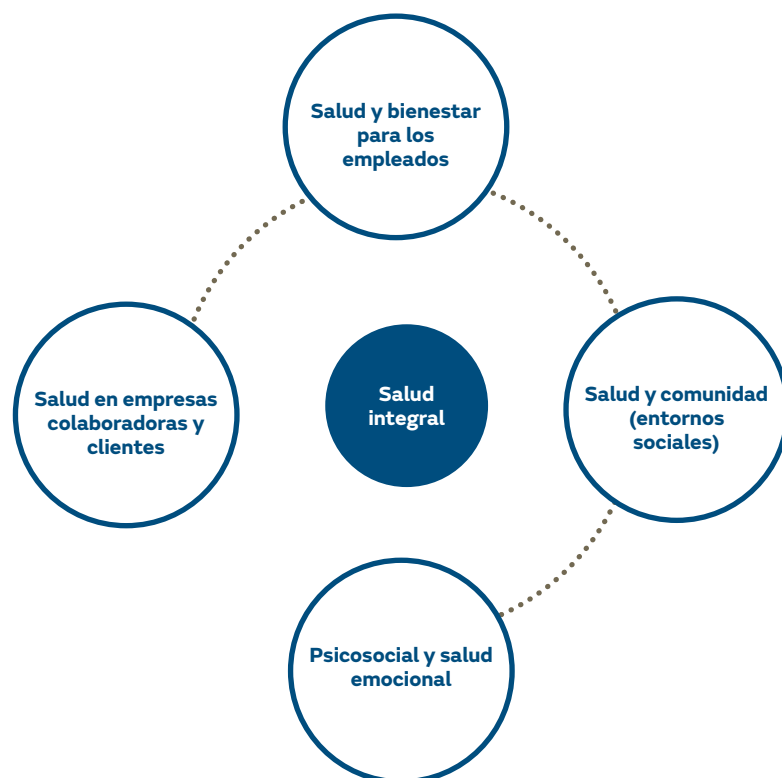 Salud y bienestar
para los
empleados
Salud en empresas
colaboradoras y
clientes
Salud
integral
Salud y comunidad
(entornos
sociales)
Psicosocial y salud
emocional